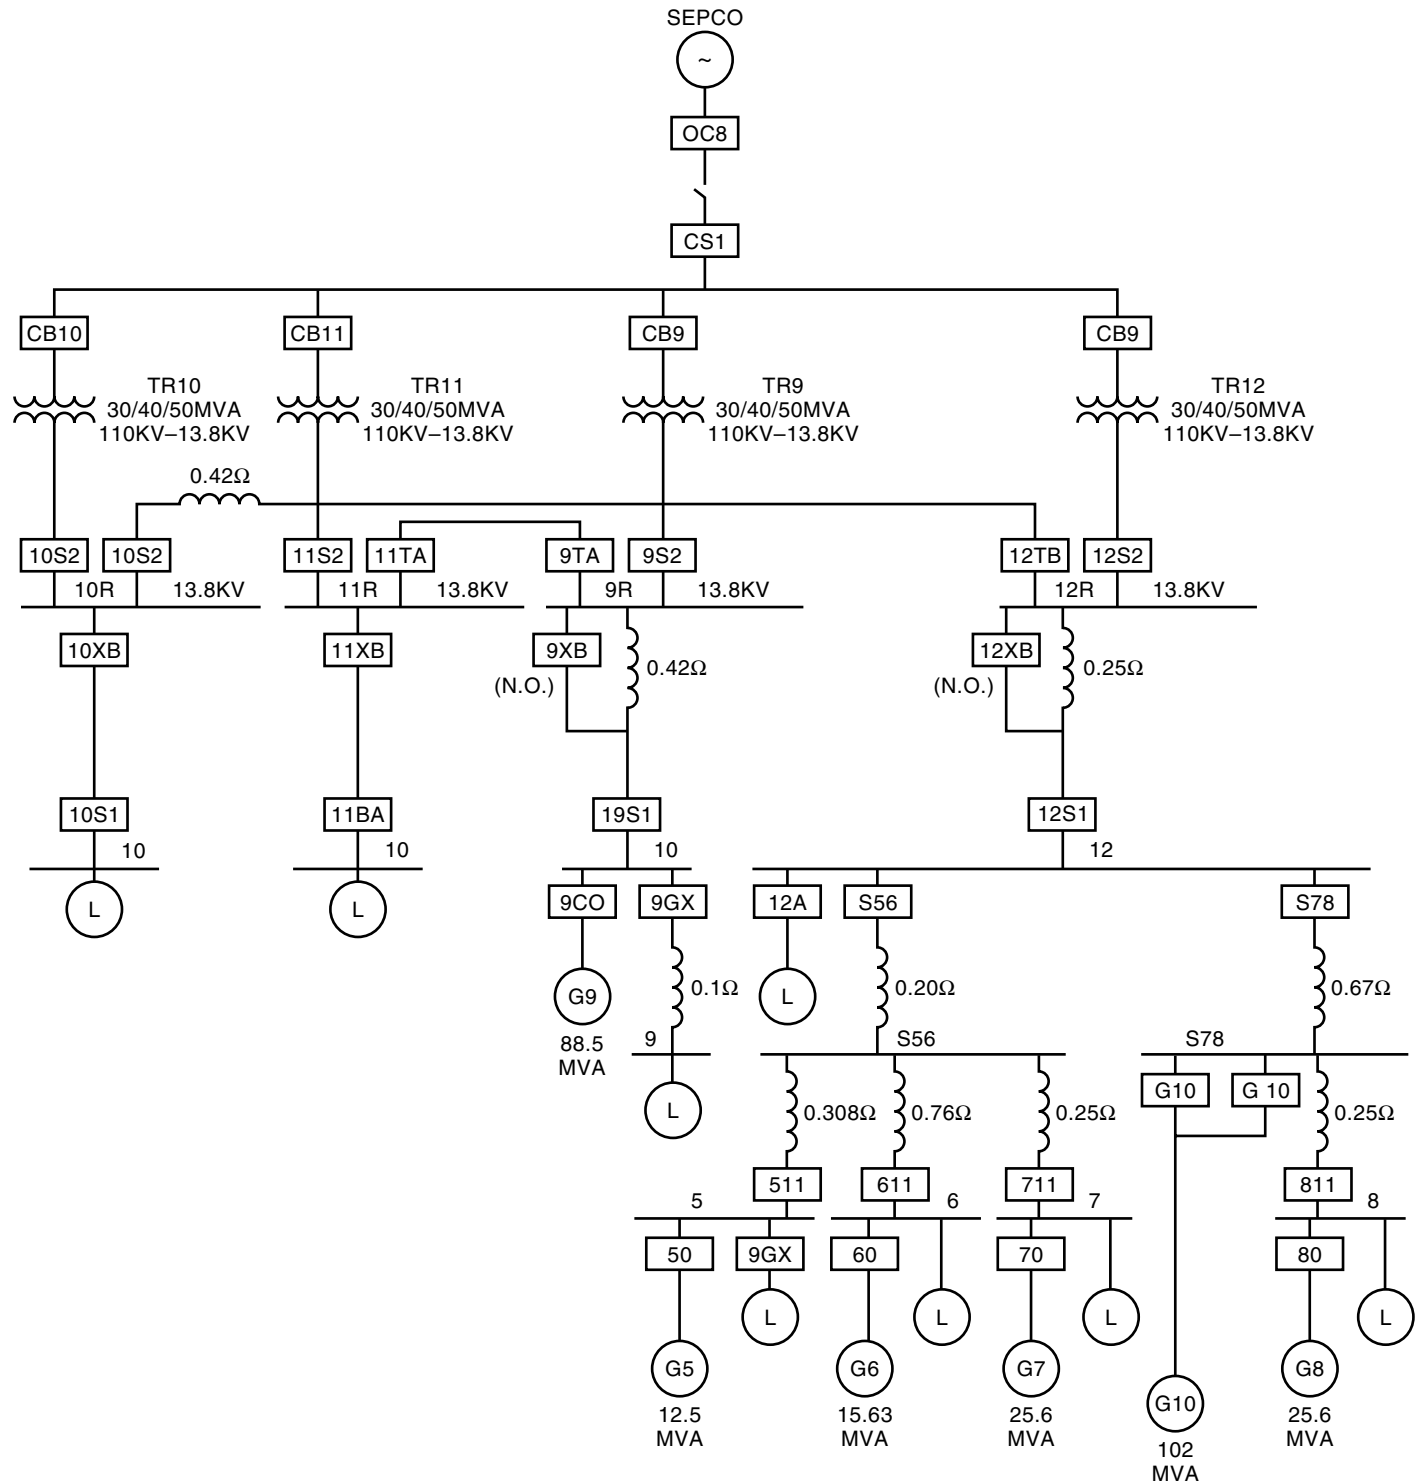 SEPCO
~
OC8
CS1
CB10
CB11
CB9
CB9
TR10
30/40/50MVA
110KV–13.8KV
TR11
30/40/50MVA
110KV–13.8KV
TR9
30/40/50MVA
110KV–13.8KV
TR12
30/40/50MVA
110KV–13.8KV
0.42Ω
10S2
10S2
11S2
11TA
9TA
9S2
12TB
12S2
10R
13.8KV
11R
13.8KV
9R
13.8KV
12R
13.8KV
10XB
11XB
9XB
(N.O.)
0.42Ω
12XB
(N.O.)
0.25Ω
10S1
11BA
19S1
12S1
10
10
10
12
L
L
9CO
9GX
12A
S56
S78
G9
88.5
MVA
0.1Ω
L
0.20Ω
0.67Ω
9
S56
S78
L
0.308Ω
0.76Ω
0.25Ω
G10
G 10
0.25Ω
511
611
711
811
5
6
7
8
50
9GX
60
70
80
L
L
L
L
G5
12.5
MVA
G6
15.63
MVA
G7
25.6
MVA
G10
102
MVA
G8
25.6
MVA